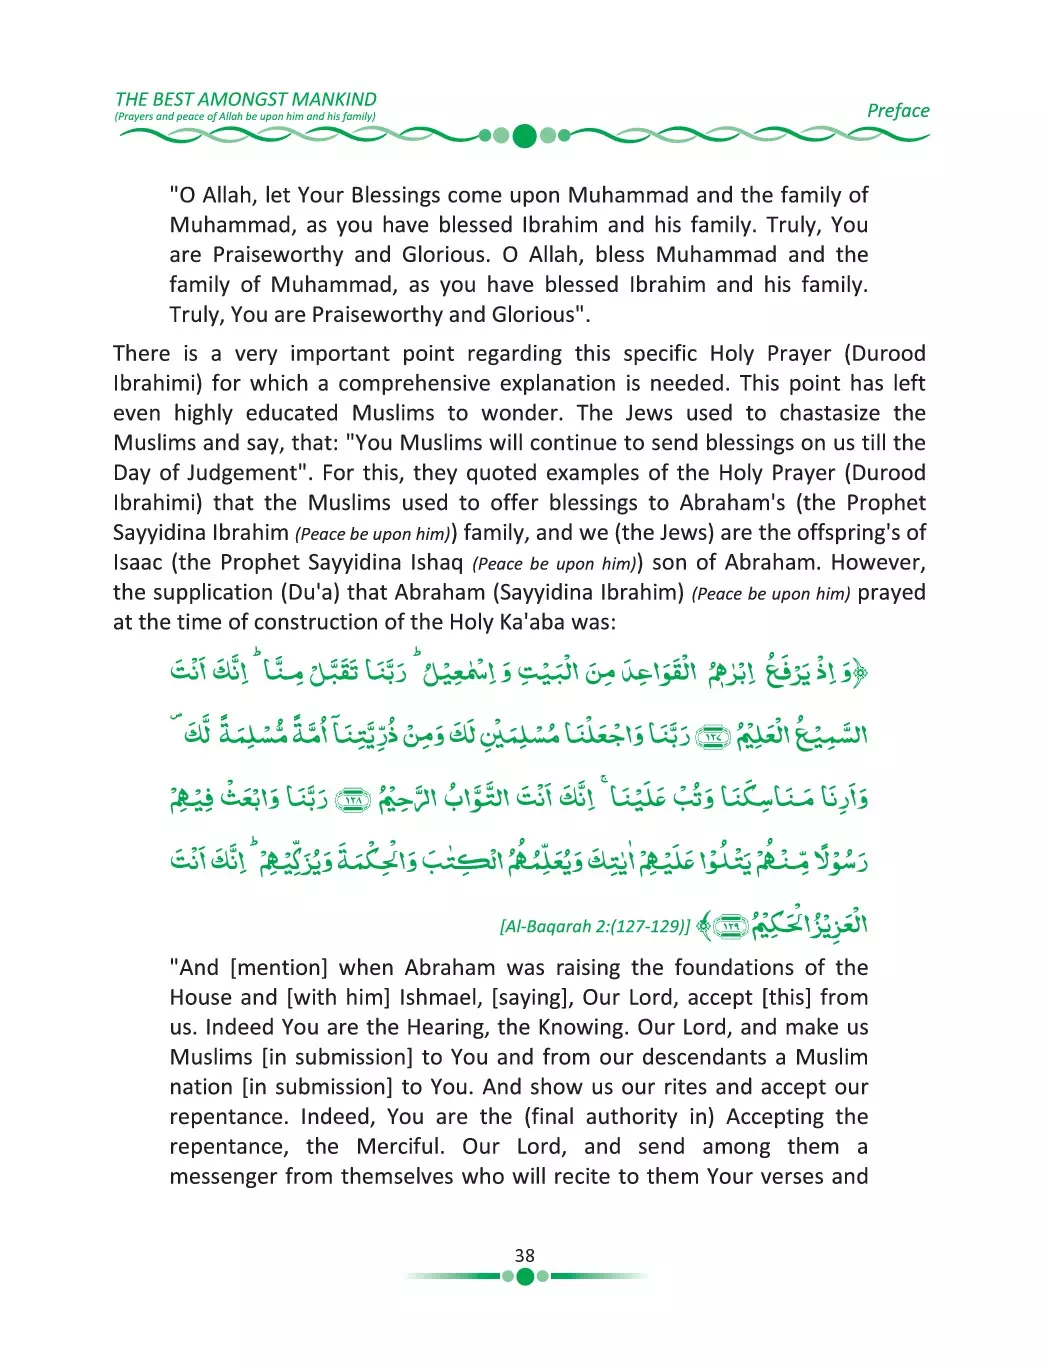 THE BEST AMONGST MANKIND
(Prayers and peace of Allah be upon him and his family)
Preface
"O Allah, let Your Blessings come upon Muhammad and the family of
Muhammad, as you have blessed Ibrahim and his family. Truly, You
are Praiseworthy and Glorious. O Allah, bless Muhammad and the
family of Muhammad, as you have blessed Ibrahim and his family.
Truly, You are Praiseworthy and Glorious".
There is a very important point regarding this specific Holy Prayer (Durood
Ibrahimi) for which a comprehensive explanation is needed. This point has left
even highly educated Muslims to wonder. The Jews used to chastasize the
Muslims and say, that: "You Muslims will continue to send blessings on us till the
Day of Judgement". For this, they quoted examples of the Holy Prayer (Durood
Ibrahimi) that the Muslims used to offer blessings to Abraham's (the Prophet
Sayyidina Ibrahim (Peace be upon him)) family, and we (the Jews) are the offspring's of
Isaac (the Prophet Sayyidina Ishaq (Peace be upon him)) son of Abraham. However,
the supplication (Du'a) that Abraham (Sayyidina Ibrahim) (Peace be upon him) prayed
at the time of construction of the Holy Ka'aba was:
﴿وَ اِذْ يَرْفَعُ اِبْرٰهٖمُ الْقَوَاعِدَ مِنَ الْبَيْتِ وَ اِسْمٰعِيْلُ ؕ رَبَّنَا تَقَبَّلْ مِنَّا ؕ اِنَّكَ اَنْتَ
السَّمِيْعُ الْعَلِيْمُ ۝١٢٧ رَبَّنَا وَاجْعَلْنَا مُسْلِمَيْنِ لَكَ وَمِنْ ذُرِّيَّتِنَآ اُمَّةً مُّسْلِمَةً لَّكَ ۪
وَاَرِنَا مَنَاسِكَنَا وَتُبْ عَلَيْنَا ۚ اِنَّكَ اَنْتَ التَّوَّابُ الرَّحِيْمُ ۝١٢٨ رَبَّنَا وَابْعَثْ فِيْهِمْ
رَسُوْلًا مِّنْهُمْ يَتْلُوْا عَلَيْهِمْ اٰيٰتِكَ وَيُعَلِّمُهُمُ الْكِتٰبَ وَالْحِكْمَةَ وَيُزَكِّيْهِمْ ؕ اِنَّكَ اَنْتَ
الْعَزِيْزُ الْحَكِيْمُ ۝١٢٩﴾ [Al-Baqarah 2:(127-129)]
"And [mention] when Abraham was raising the foundations of the
House and [with him] Ishmael, [saying], Our Lord, accept [this] from
us. Indeed You are the Hearing, the Knowing. Our Lord, and make us
Muslims [in submission] to You and from our descendants a Muslim
nation [in submission] to You. And show us our rites and accept our
repentance. Indeed, You are the (final authority in) Accepting the
repentance, the Merciful. Our Lord, and send among them a
messenger from themselves who will recite to them Your verses and
38